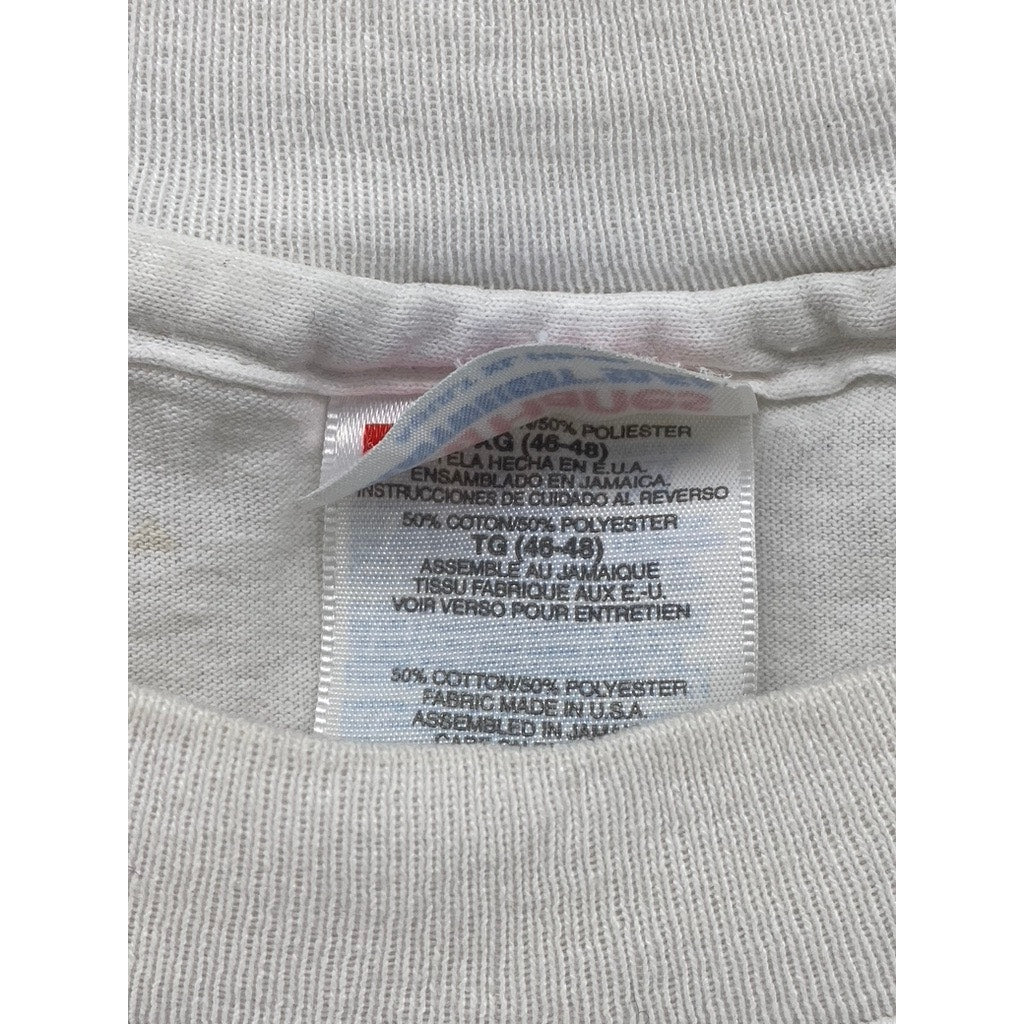 /50% POLIESTER
AG (46-48)
TELA HECHA EN E.U.A.
ENSAMBLADO EN JAMAICA.
INSTRUCCIONES DE CUIDADO AL REVERSO
50% COTON/50% POLYESTER
TG (46-48)
ASSEMBLE AU JAMAIQUE
TISSU FABRIQUE AUX E.-U.
VOIR VERSO POUR ENTRETIEN
50% COTTON/50% POLYESTER
FABRIC MADE IN U.S.A.
ASSEMBLED IN JAM